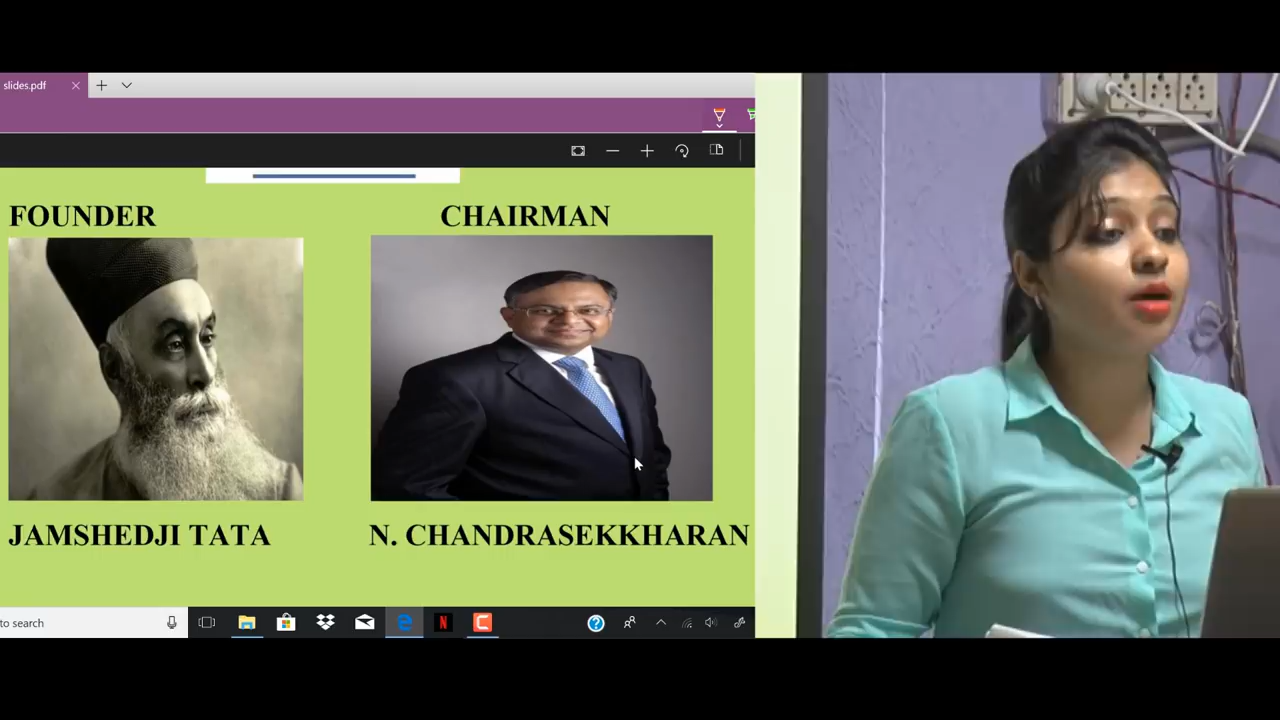 slides.pdf
FOUNDER CHAIRMAN
JAMSHEDJI TATA N. CHANDRASEKKHARAN
to search